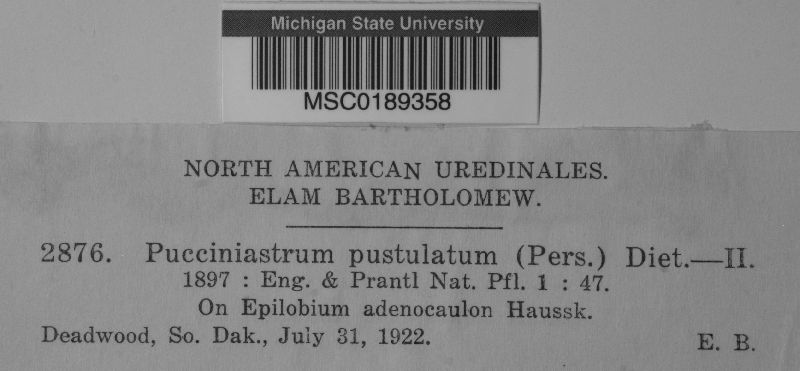 Michigan State University
MSC0189358
NORTH AMERICAN UREDINALES.
ELAM BARTHOLOMEW.
2876. Pucciniastrum pustulatum (Pers.) Diet.—II.
1897 : Eng. & Prantl Nat. Pfl. 1 : 47.
On Epilobium adenocaulon Haussk.
Deadwood, So. Dak., July 31, 1922. E. B.